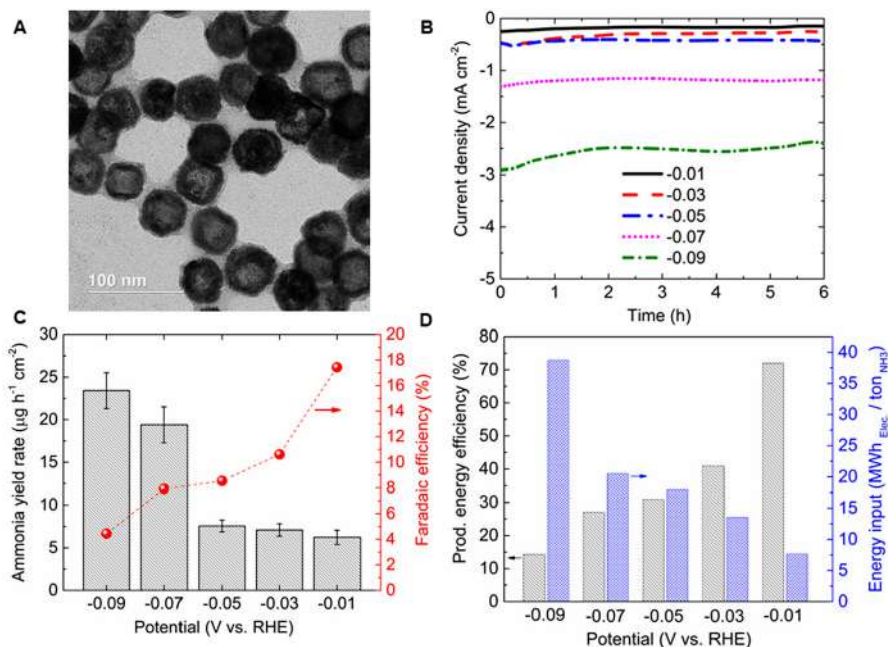 A
100 nm
B
Current density (mA cm-2)
0
-1
-2
-3
-4
-5
0 1 2 3 4 5 6
Time (h)
-0.01
-0.03
-0.05
-0.07
-0.09
C
Ammonia yield rate (μg h-1 cm-2)
30
25
20
15
10
5
0
-0.09 -0.07 -0.05 -0.03 -0.01
Potential (V vs. RHE)
20
18
16
14
12
10
8
6
4
2
0
Faradaic efficiency (%)
D
Prod. energy efficiency (%)
80
70
60
50
40
30
20
10
0
-0.09 -0.07 -0.05 -0.03 -0.01
Potential (V vs. RHE)
40
35
30
25
20
15
10
5
0
Energy input (MWh Elec. / ton NH3)